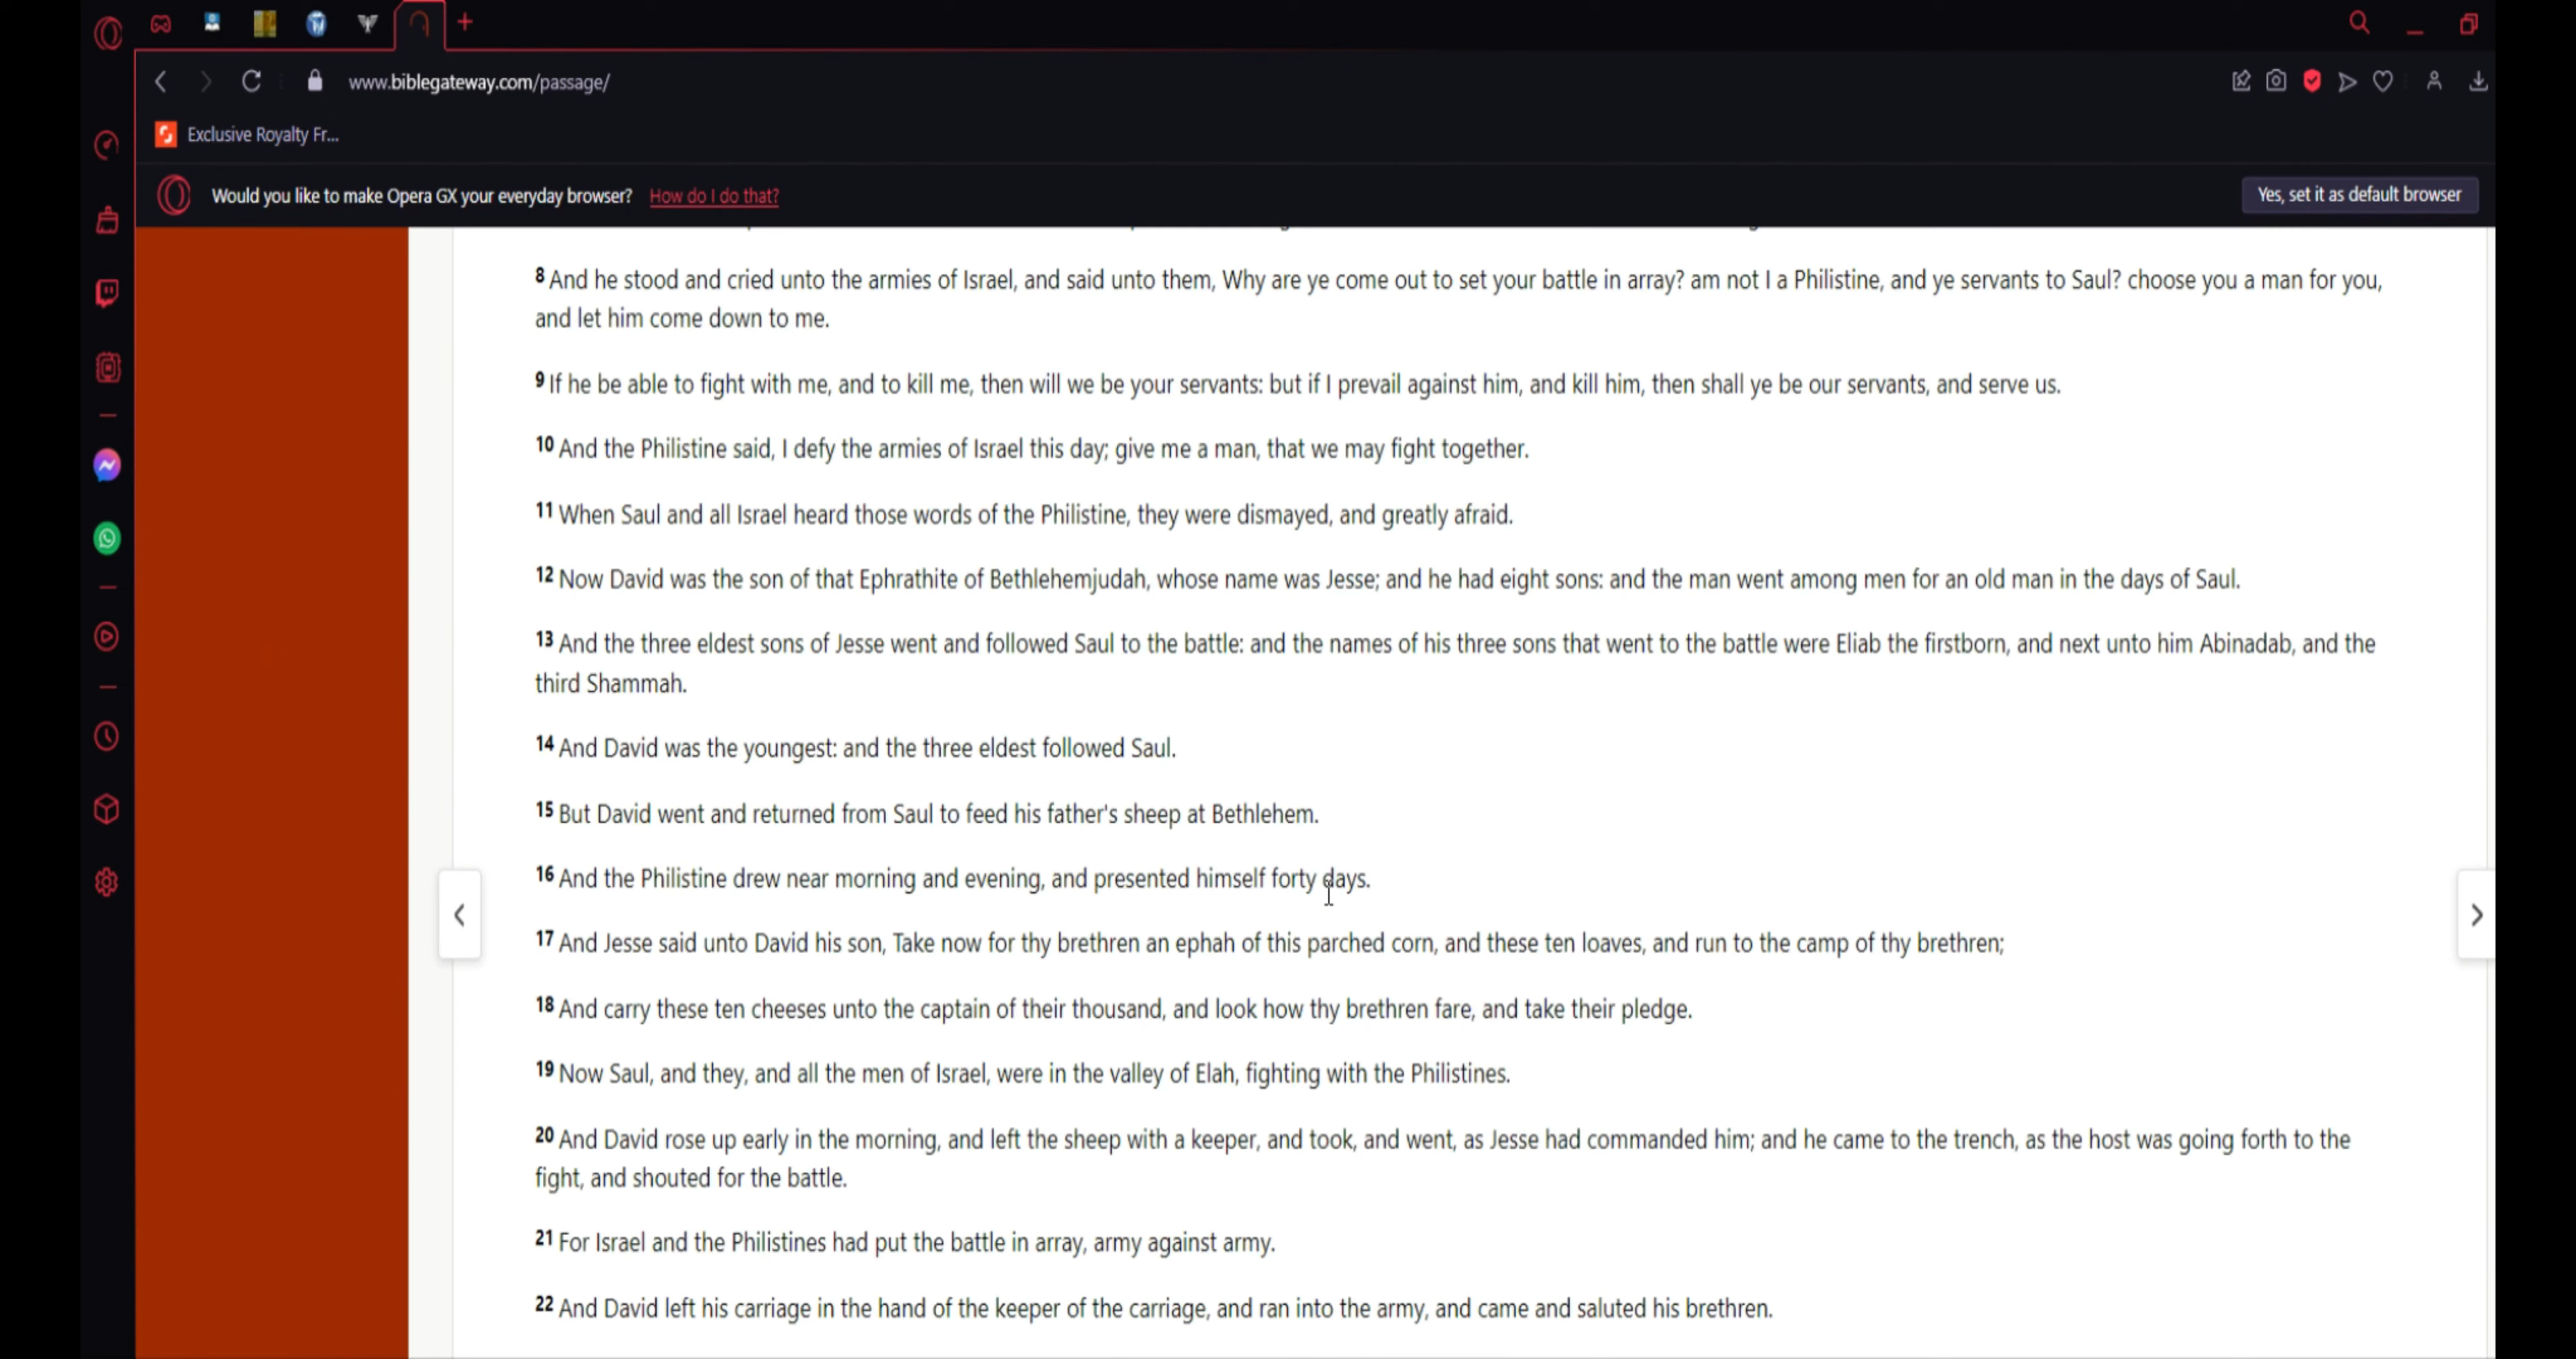 www.biblegateway.com/passage/
Exclusive Royalty Fr...
Would you like to make Opera GX your everyday browser? How do I do that? Yes, set it as default browser
8 And he stood and cried unto the armies of Israel, and said unto them, Why are ye come out to set your battle in array? am not I a Philistine, and ye servants to Saul? choose you a man for you,
and let him come down to me.
9 If he be able to fight with me, and to kill me, then will we be your servants: but if I prevail against him, and kill him, then shall ye be our servants, and serve us.
10 And the Philistine said, I defy the armies of Israel this day; give me a man, that we may fight together.
11 When Saul and all Israel heard those words of the Philistine, they were dismayed, and greatly afraid.
12 Now David was the son of that Ephrathite of Bethlehemjudah, whose name was Jesse; and he had eight sons: and the man went among men for an old man in the days of Saul.
13 And the three eldest sons of Jesse went and followed Saul to the battle: and the names of his three sons that went to the battle were Eliab the firstborn, and next unto him Abinadab, and the
third Shammah.
14 And David was the youngest: and the three eldest followed Saul.
15 But David went and returned from Saul to feed his father's sheep at Bethlehem.
16 And the Philistine drew near morning and evening, and presented himself forty days.
17 And Jesse said unto David his son, Take now for thy brethren an ephah of this parched corn, and these ten loaves, and run to the camp of thy brethren;
18 And carry these ten cheeses unto the captain of their thousand, and look how thy brethren fare, and take their pledge.
19 Now Saul, and they, and all the men of Israel, were in the valley of Elah, fighting with the Philistines.
20 And David rose up early in the morning, and left the sheep with a keeper, and took, and went, as Jesse had commanded him; and he came to the trench, as the host was going forth to the
fight, and shouted for the battle.
21 For Israel and the Philistines had put the battle in array, army against army.
22 And David left his carriage in the hand of the keeper of the carriage, and ran into the army, and came and saluted his brethren.